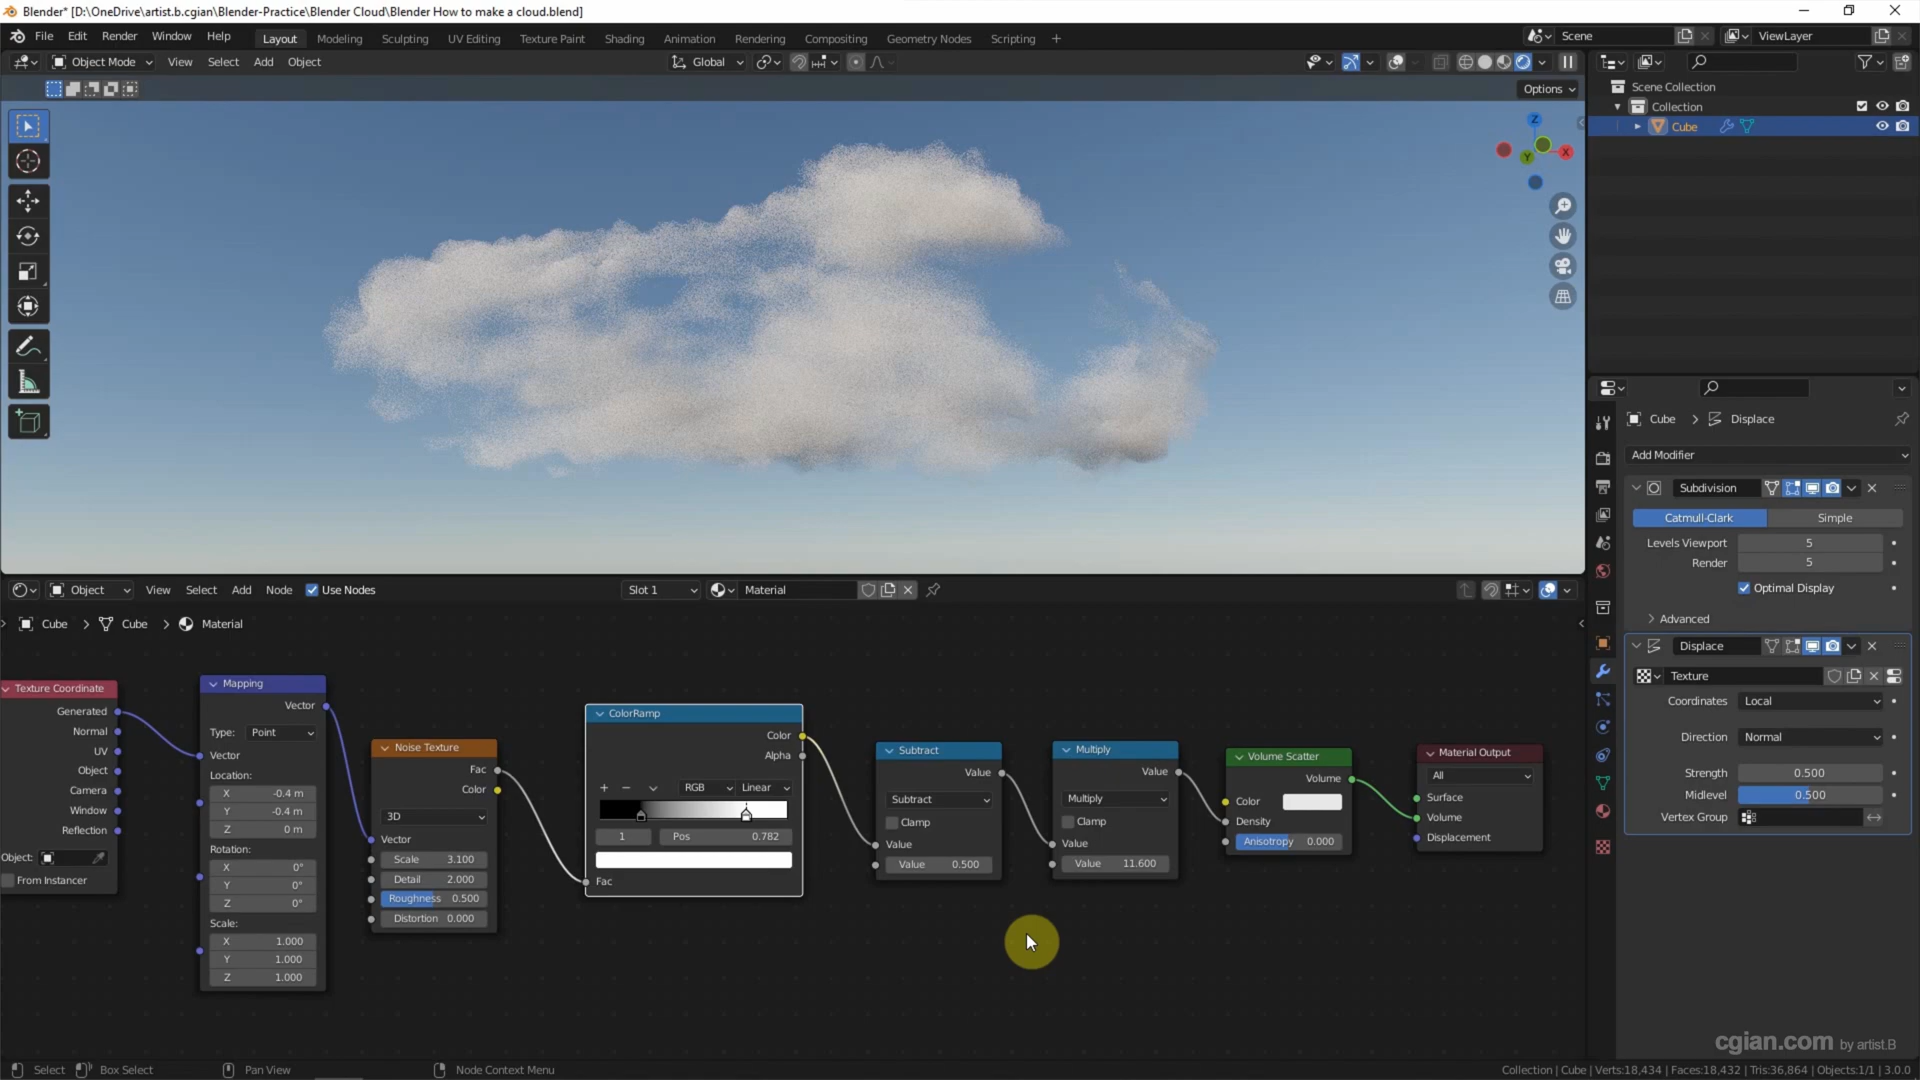 Blender* [D:\OneDrive\artist.b.cgian\Blender-Practice\Blender Cloud\Blender How to make a cloud.blend]
File Edit Render Window Help Layout Modeling Sculpting UV Editing Texture Paint Shading Animation Rendering Compositing Geometry Nodes Scripting + Scene ViewLayer
Object Mode View Select Add Object Global
Options
Scene Collection
Collection
Cube
Z
X
Y
Cube > Displace
Add Modifier
Subdivision
Catmull-Clark Simple
Levels Viewport 5
Render 5
Optimal Display
Advanced
Displace
Texture
Coordinates Local
Direction Normal
Strength 0.500
Midlevel 0.500
Vertex Group
Object View Select Add Node Use Nodes Slot 1 Material
Cube > Cube > Material
Texture Coordinate
Generated
Normal
UV
Object
Camera
Window
Reflection
Object:
From Instancer
Mapping
Vector
Type: Point
Vector
Location:
X -0.4 m
Y -0.4 m
Z 0 m
Rotation:
X 0°
Y 0°
Z 0°
Scale:
X 1.000
Y 1.000
Z 1.000
Noise Texture
Fac
Color
3D
Vector
Scale 3.100
Detail 2.000
Roughness 0.500
Distortion 0.000
ColorRamp
Color
Alpha
+ − RGB Linear
1 Pos 0.782
Fac
Subtract
Value
Subtract
Clamp
Value
Value 0.500
Multiply
Value
Multiply
Clamp
Value
Value 11.600
Volume Scatter
Volume
Color
Density
Anisotropy 0.000
Material Output
All
Surface
Volume
Displacement
cgian.com by artist.B
Select Box Select Pan View Node Context Menu Collection | Cube | Verts:18,434 | Faces:18,432 | Tris:36,864 | Objects:1/1 | 3.0.0